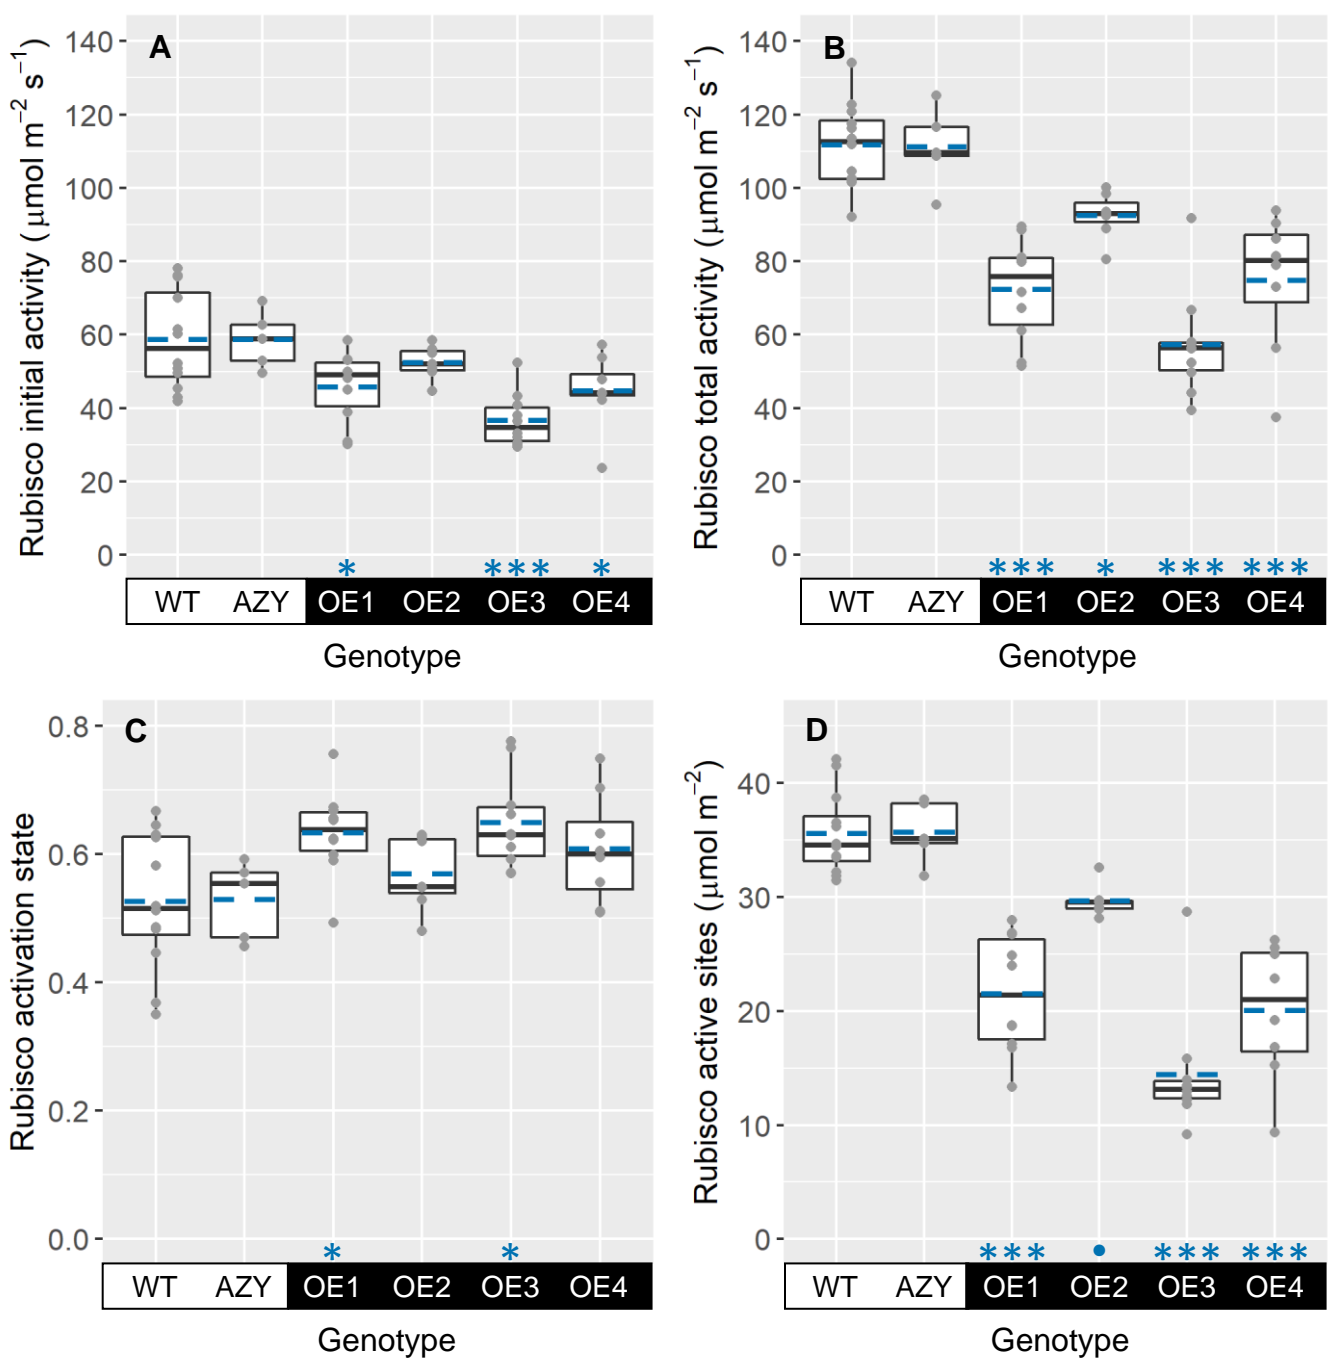 A
Rubisco initial activity (μmol m⁻² s⁻¹)
140
120
100
80
60
40
20
0
* *** *
WT AZY OE1 OE2 OE3 OE4
Genotype
B
Rubisco total activity (μmol m⁻² s⁻¹)
140
120
100
80
60
40
20
0
*** * *** ***
WT AZY OE1 OE2 OE3 OE4
Genotype
C
Rubisco activation state
0.8
0.6
0.4
0.2
0.0
* *
WT AZY OE1 OE2 OE3 OE4
Genotype
D
Rubisco active sites (μmol m⁻²)
40
30
20
10
0
*** • *** ***
WT AZY OE1 OE2 OE3 OE4
Genotype